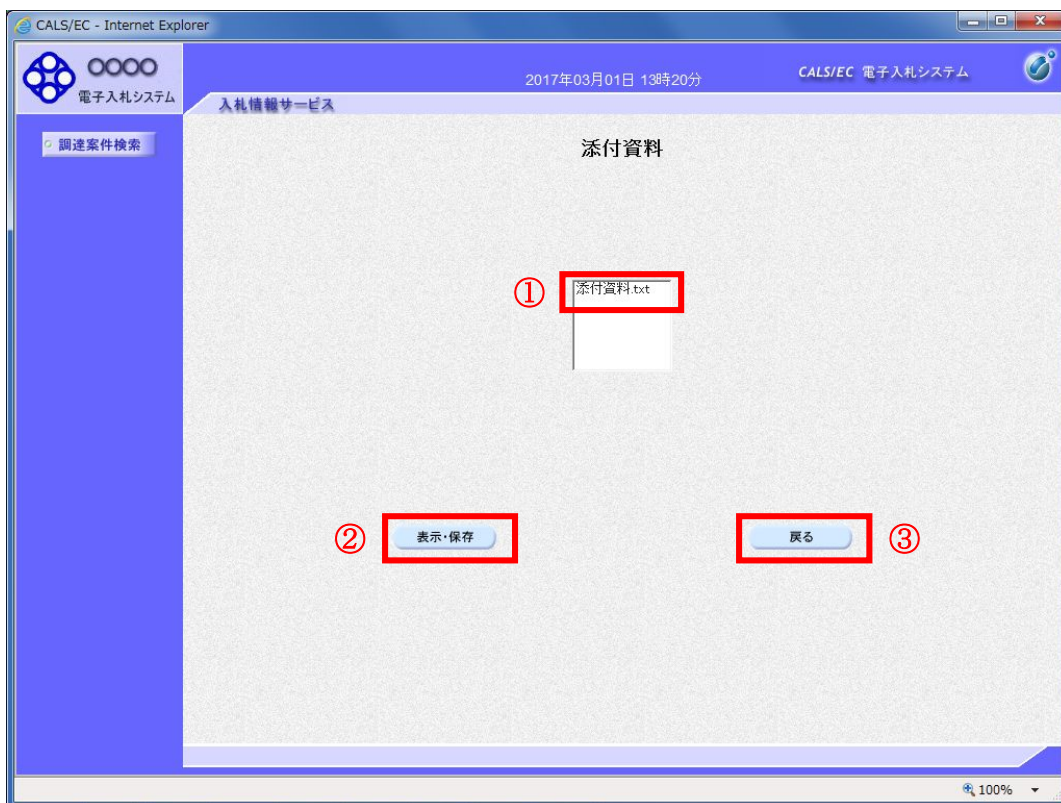 CALS/EC - Internet Explorer
○○○○
電子入札システム
2017年03月01日 13時20分
CALS/EC 電子入札システム
入札情報サービス
調達案件検索
添付資料
① 添付資料.txt
② 表示・保存
戻る ③
100%